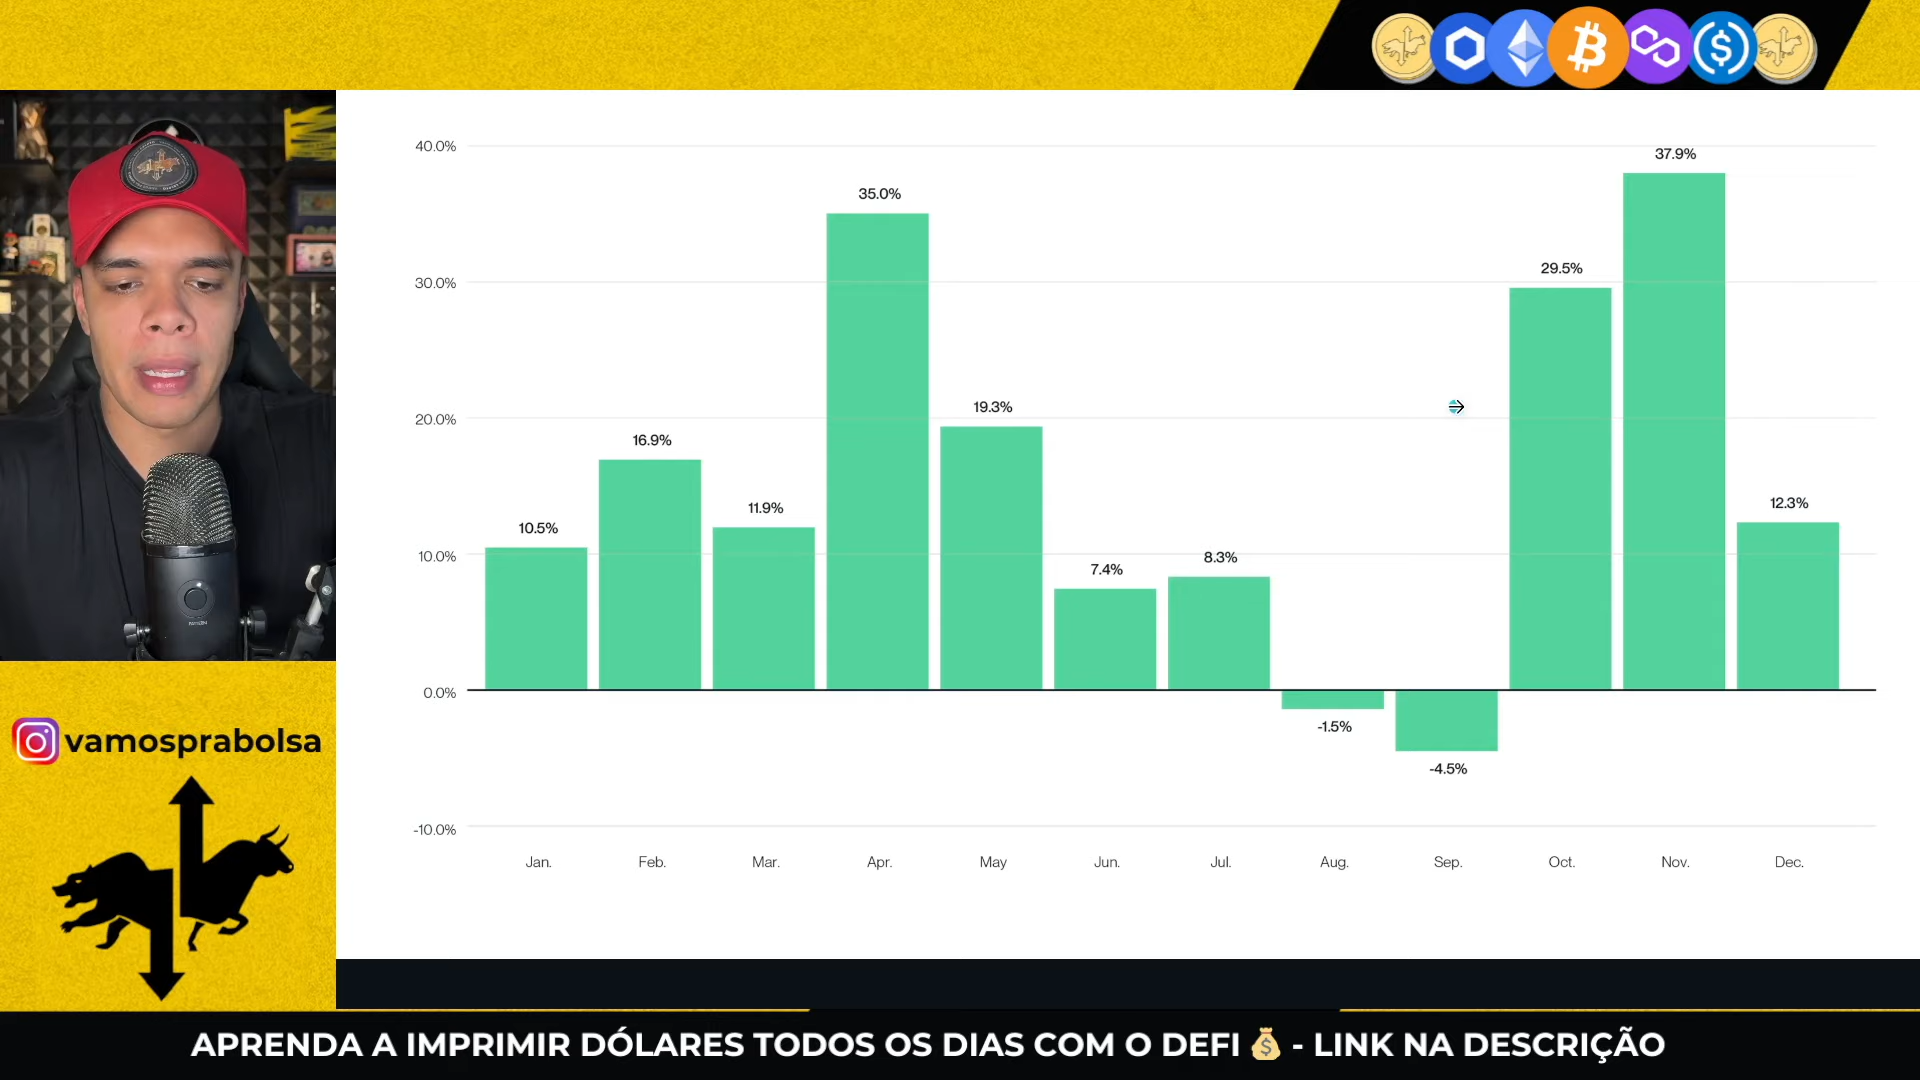 40.0%
30.0%
20.0%
10.0%
0.0%
-10.0%
10.5%
16.9%
11.9%
35.0%
19.3%
7.4%
8.3%
-1.5%
-4.5%
29.5%
37.9%
12.3%
Jan.
Feb.
Mar.
Apr.
May
Jun.
Jul.
Aug.
Sep.
Oct.
Nov.
Dec.
vamosprabolsa
APRENDA A IMPRIMIR DÓLARES TODOS OS DIAS COM O DEFI 💰 - LINK NA DESCRIÇÃO